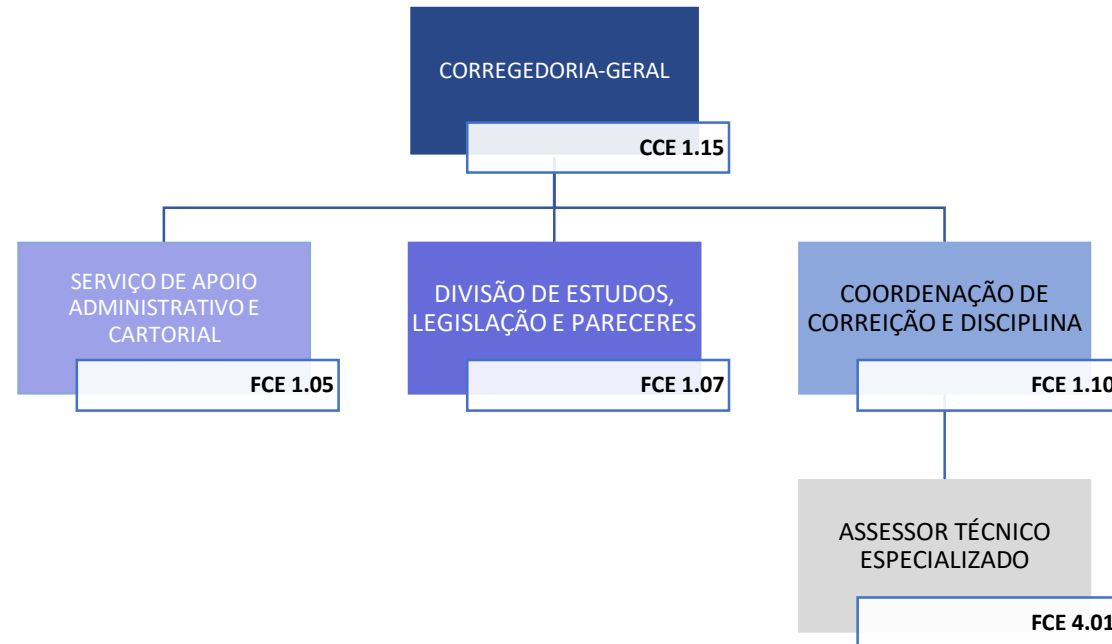 CORREGEDORIA-GERAL
CCE 1.15
SERVIÇO DE APOIO
ADMINISTRATIVO E
CARTORIAL
FCE 1.05
DIVISÃO DE ESTUDOS,
LEGISLAÇÃO E PARECERES
FCE 1.07
COORDENAÇÃO DE
CORREIÇÃO E DISCIPLINA
FCE 1.10
ASSESSOR TÉCNICO
ESPECIALIZADO
FCE 4.01